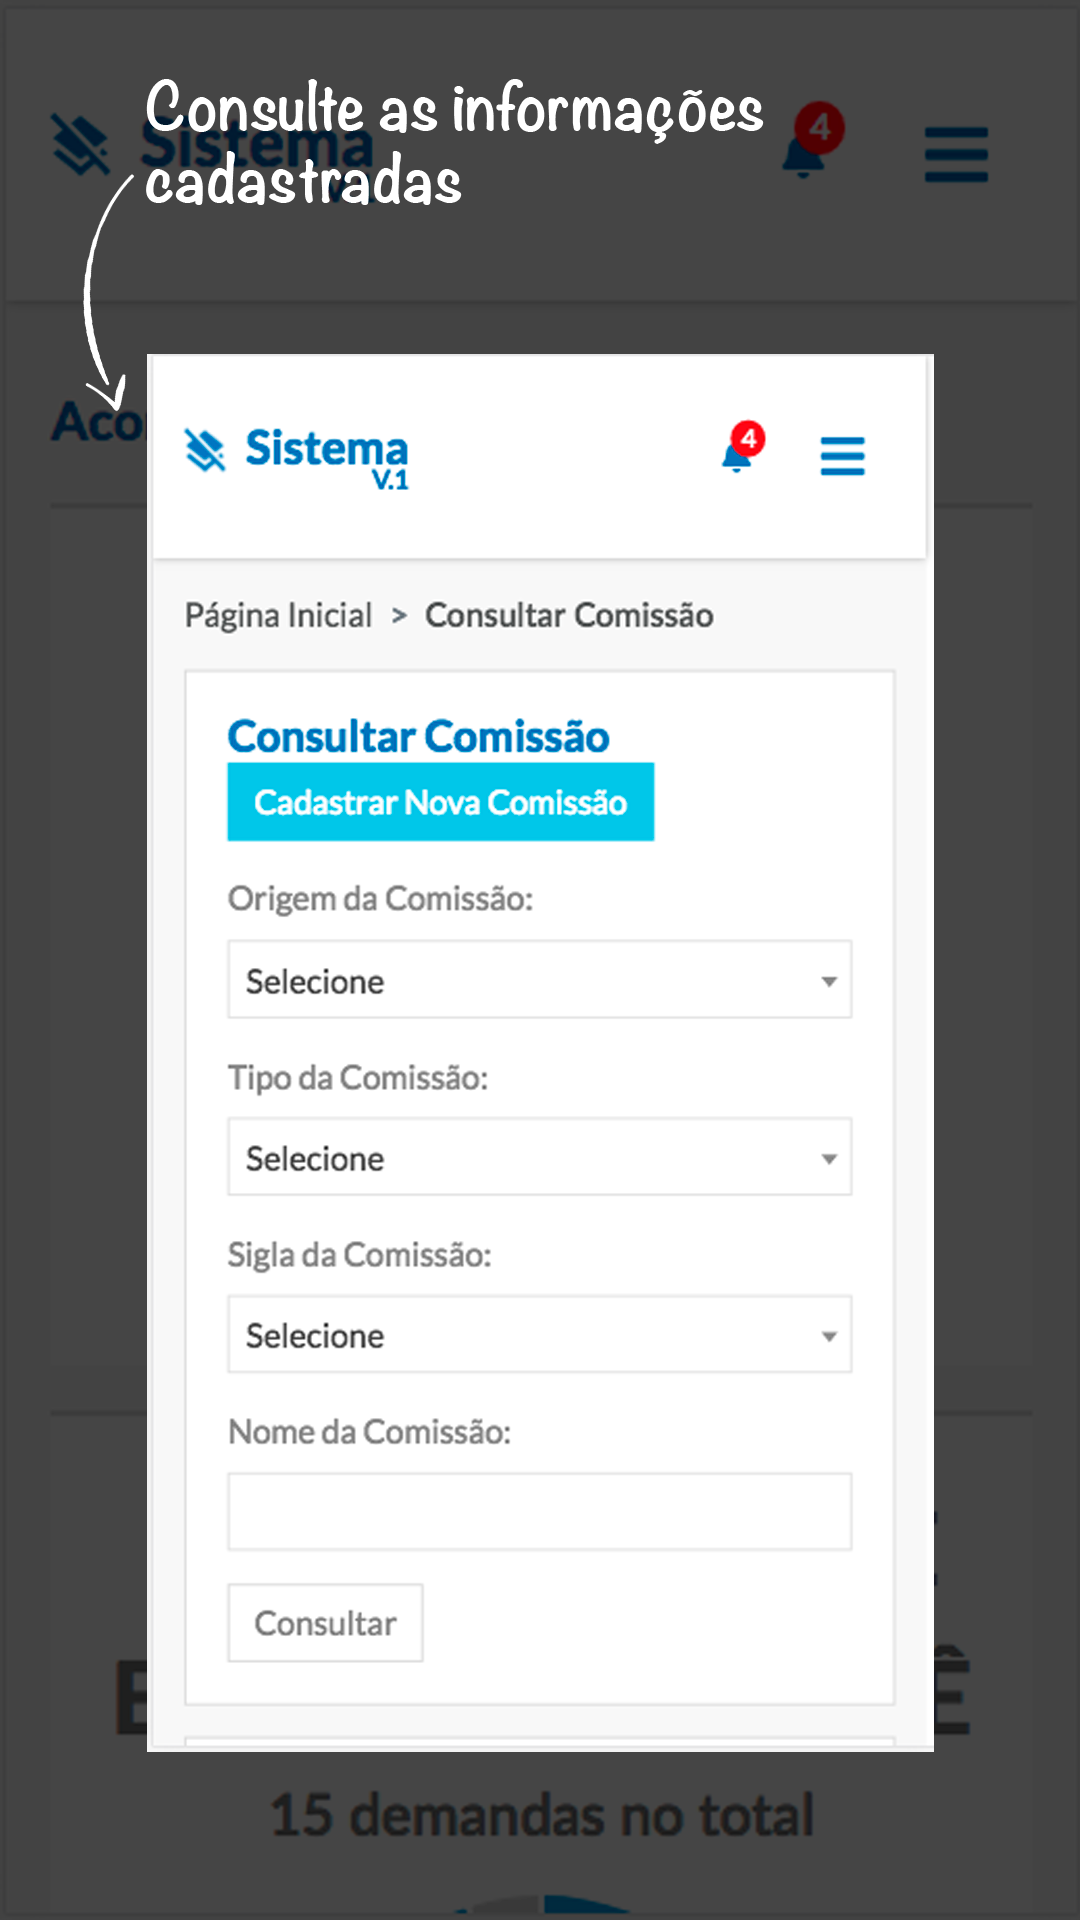 Consulte as informações
cadastradas
Sistema
4
Aco
Sistema
V.1
4
Página Inicial > Consultar Comissão
Consultar Comissão
Cadastrar Nova Comissão
Origem da Comissão:
Selecione
Tipo da Comissão:
Selecione
Sigla da Comissão:
Selecione
Nome da Comissão:
Consultar
E
Ê
15 demandas no total